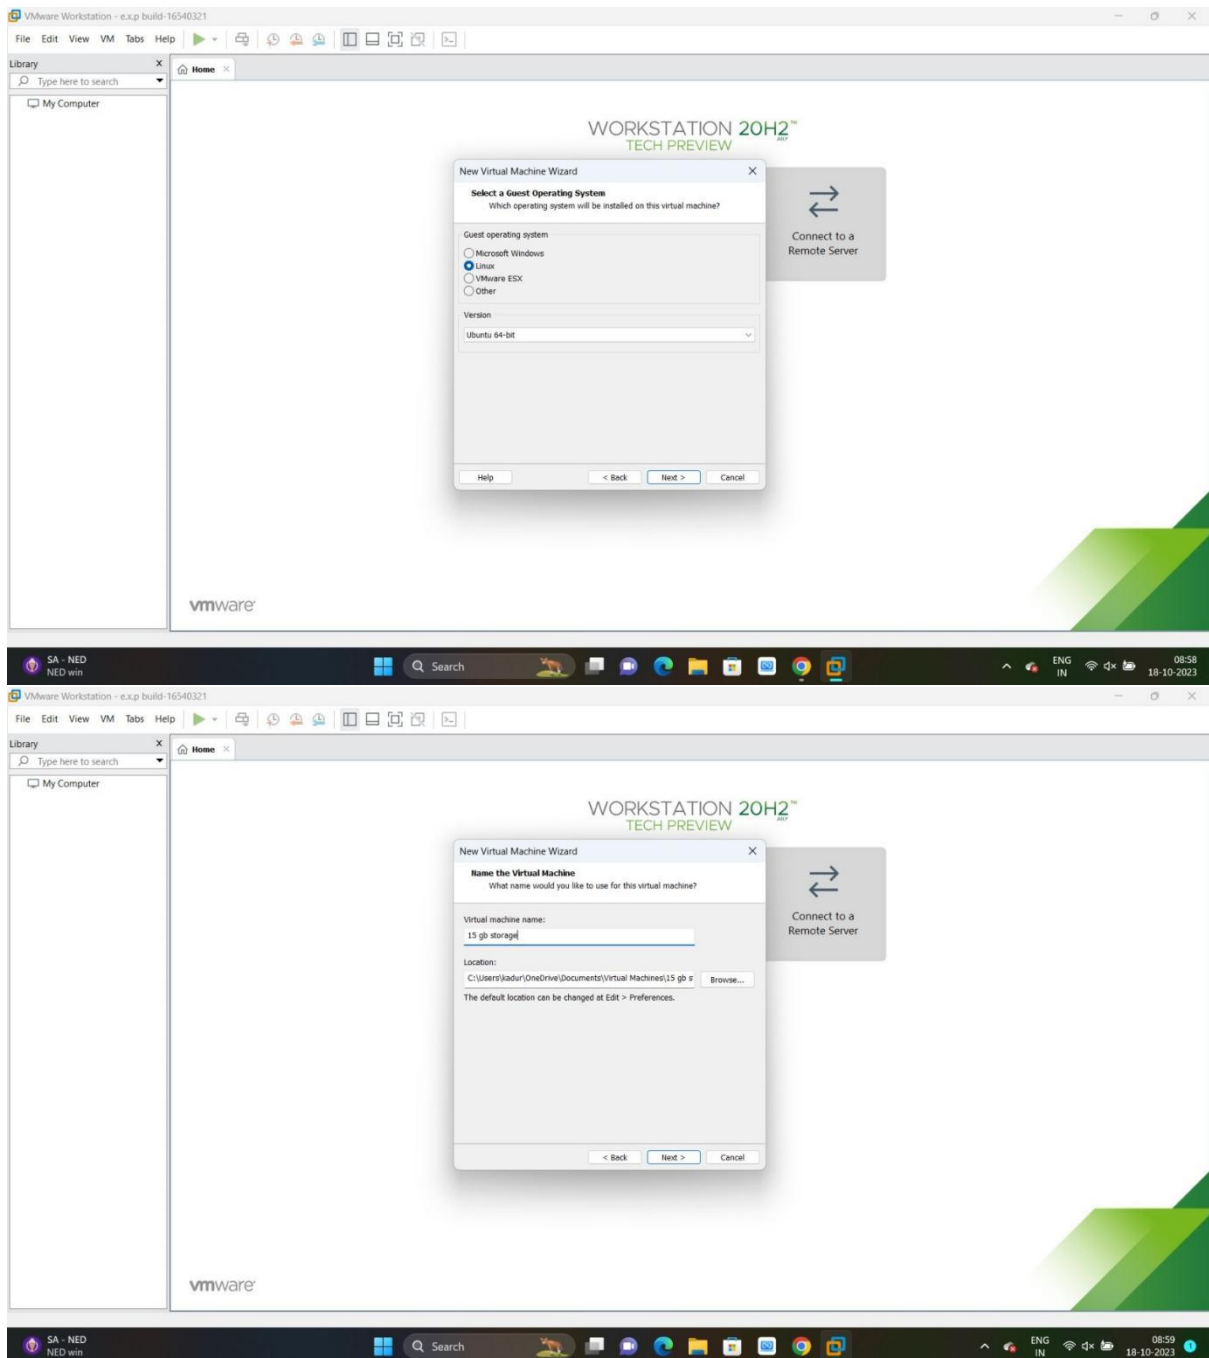 VMware Workstation - e.x.p build-16540321
File Edit View VM Tabs Help
Library
Type here to search
My Computer
Home
WORKSTATION 20H2™
JULY
TECH PREVIEW
New Virtual Machine Wizard
Select a Guest Operating System
Which operating system will be installed on this virtual machine?
Guest operating system
Microsoft Windows
Linux
VMware ESX
Other
Version
Ubuntu 64-bit
Help < Back Next > Cancel
Connect to a
Remote Server
vmware
SA - NED
NED win
Search
ENG
IN
08:58
18-10-2023
VMware Workstation - e.x.p build-16540321
File Edit View VM Tabs Help
Library
Type here to search
My Computer
Home
WORKSTATION 20H2™
JULY
TECH PREVIEW
New Virtual Machine Wizard
Name the Virtual Machine
What name would you like to use for this virtual machine?
Virtual machine name:
15 gb storage
Location:
C:\Users\kadur\OneDrive\Documents\Virtual Machines\15 gb s Browse...
The default location can be changed at Edit > Preferences.
< Back Next > Cancel
Connect to a
Remote Server
vmware
SA - NED
NED win
Search
ENG
IN
08:59
18-10-2023
1